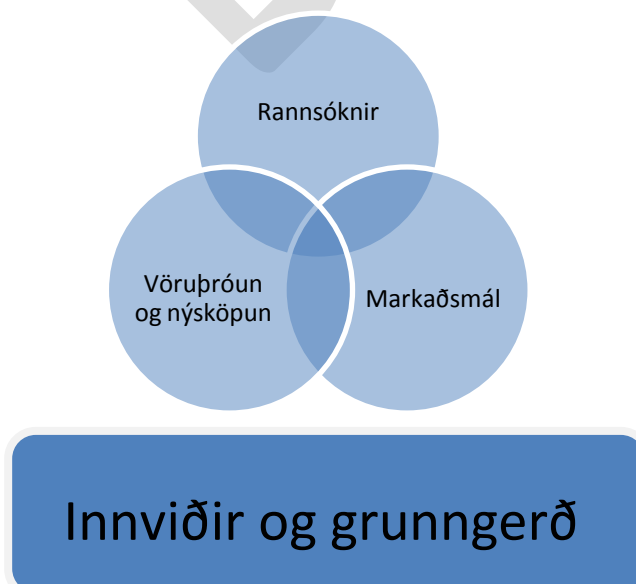 Rannsóknir
Vöruþróun
og nýsköpun
Markaðsmál
Innviðir og grunngerð